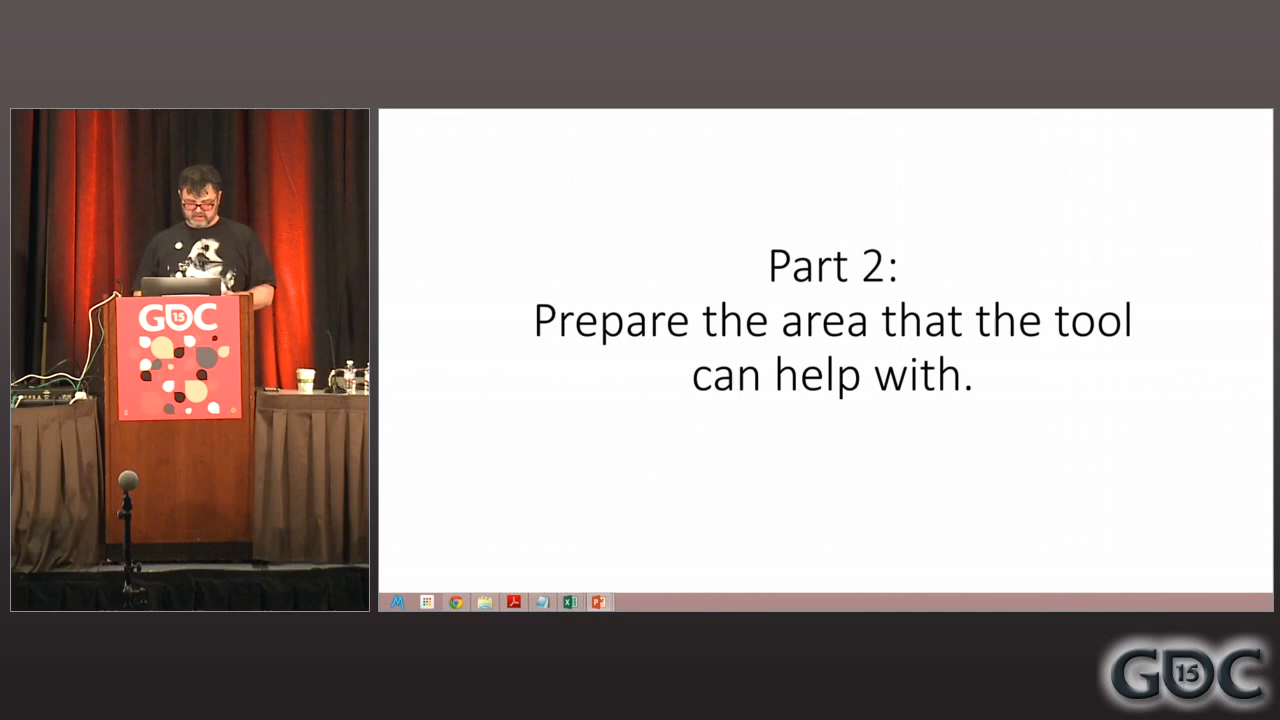 GDC
15
Part 2:
Prepare the area that the tool
can help with.
GDC
15